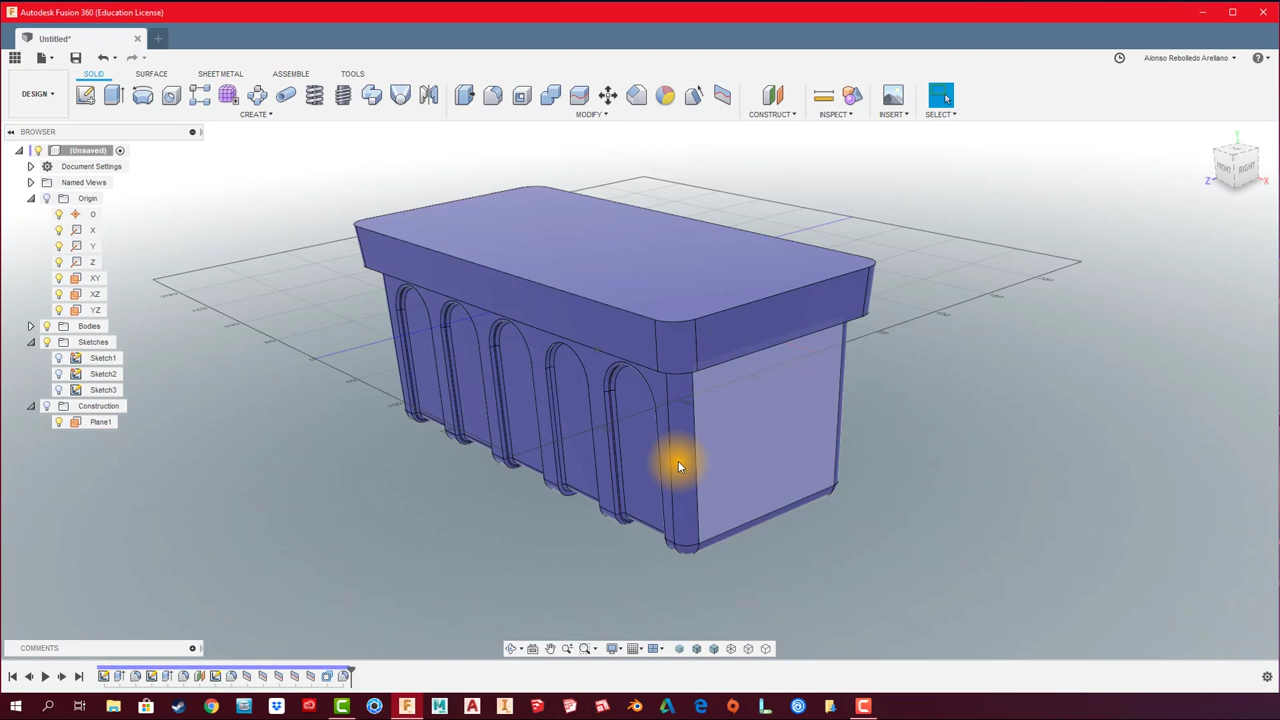 Autodesk Fusion 360 (Education License)
Untitled*
Alonso Rebolledo Arellano
SOLID SURFACE SHEET METAL ASSEMBLE TOOLS
DESIGN
CREATE MODIFY CONSTRUCT INSPECT INSERT SELECT
BROWSER
(Unsaved)
Document Settings
Named Views
Origin
O
X
Y
Z
XY
XZ
YZ
Bodies
Sketches
Sketch1
Sketch2
Sketch3
Construction
Plane1
Y
FRONT RIGHT
Z X
COMMENTS